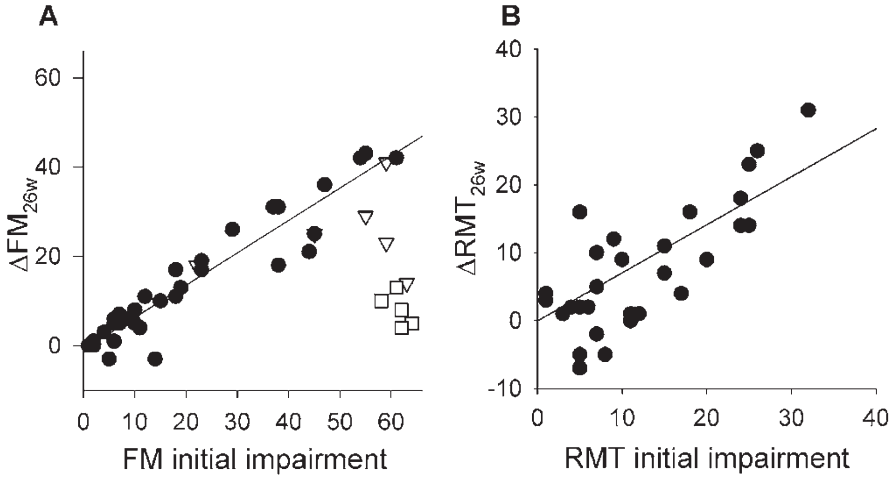 A
60
40
20
0
ΔFM26w
0 10 20 30 40 50 60
FM initial impairment
B
40
30
20
10
0
-10
ΔRMT26w
0 10 20 30 40
RMT initial impairment